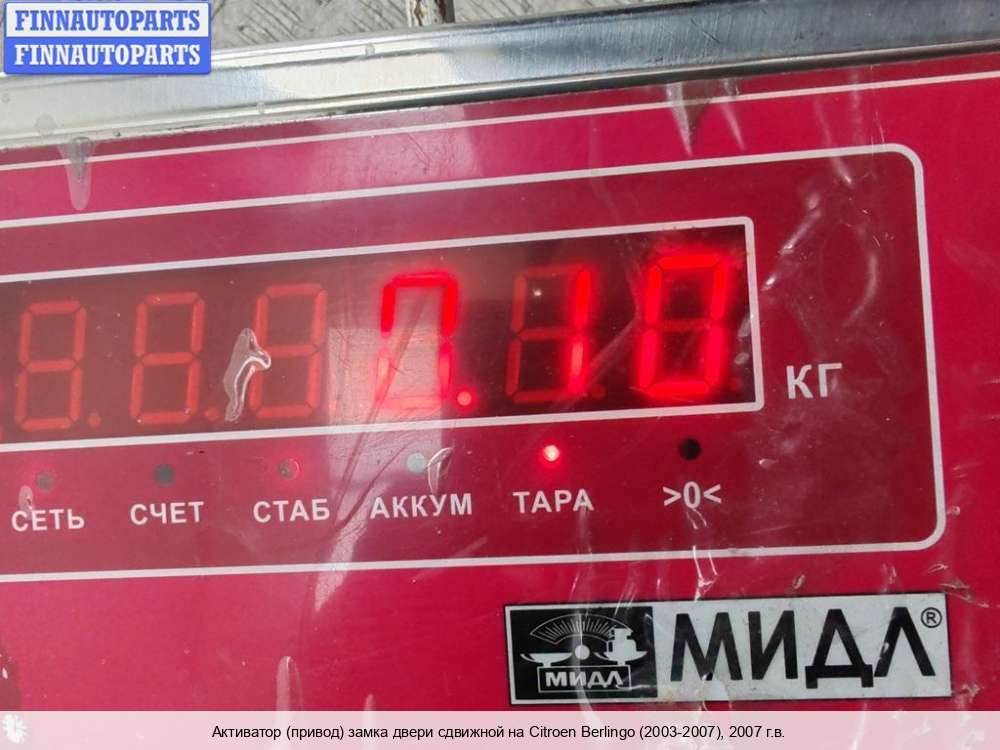 FINNAUTOPARTS
FINNAUTOPARTS
0.10
КГ
СЕТЬ СЧЕТ СТАБ АККУМ ТАРА >0<
МИДЛ
МИДЛ®
Активатор (привод) замка двери сдвижной на Citroen Berlingo (2003-2007), 2007 г.в.